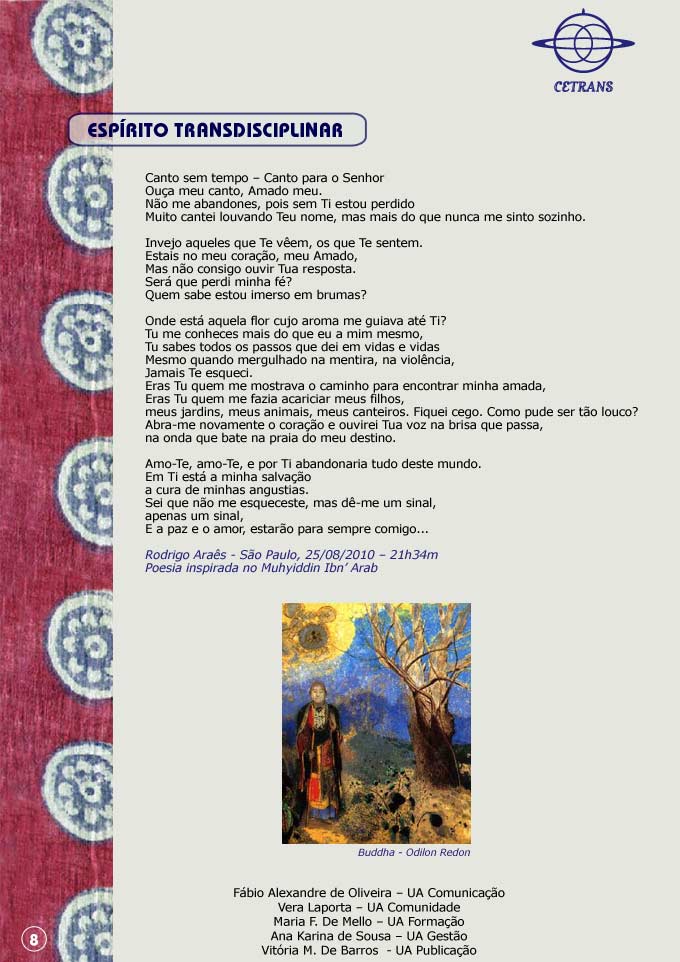 CETRANS
ESPÍRITO TRANSDISCIPLINAR
Canto sem tempo – Canto para o Senhor
Ouça meu canto, Amado meu.
Não me abandones, pois sem Ti estou perdido
Muito cantei louvando Teu nome, mas mais do que nunca me sinto sozinho.
Invejo aqueles que Te vêem, os que Te sentem.
Estais no meu coração, meu Amado,
Mas não consigo ouvir Tua resposta.
Será que perdi minha fé?
Quem sabe estou imerso em brumas?
Onde está aquela flor cujo aroma me guiava até Ti?
Tu me conheces mais do que eu a mim mesmo,
Tu sabes todos os passos que dei em vidas e vidas
Mesmo quando mergulhado na mentira, na violência,
Jamais Te esqueci.
Eras Tu quem me mostrava o caminho para encontrar minha amada,
Eras Tu quem me fazia acariciar meus filhos,
meus jardins, meus animais, meus canteiros. Fiquei cego. Como pude ser tão louco?
Abra-me novamente o coração e ouvirei Tua voz na brisa que passa,
na onda que bate na praia do meu destino.
Amo-Te, amo-Te, e por Ti abandonaria tudo deste mundo.
Em Ti está a minha salvação
a cura de minhas angustias.
Sei que não me esqueceste, mas dê-me um sinal,
apenas um sinal,
E a paz e o amor, estarão para sempre comigo...
Rodrigo Araês - São Paulo, 25/08/2010 – 21h34m
Poesia inspirada no Muhyiddin Ibn’ Arab
Buddha - Odilon Redon
Fábio Alexandre de Oliveira – UA Comunicação
Vera Laporta – UA Comunidade
Maria F. De Mello – UA Formação
Ana Karina de Sousa – UA Gestão
Vitória M. De Barros - UA Publicação
8